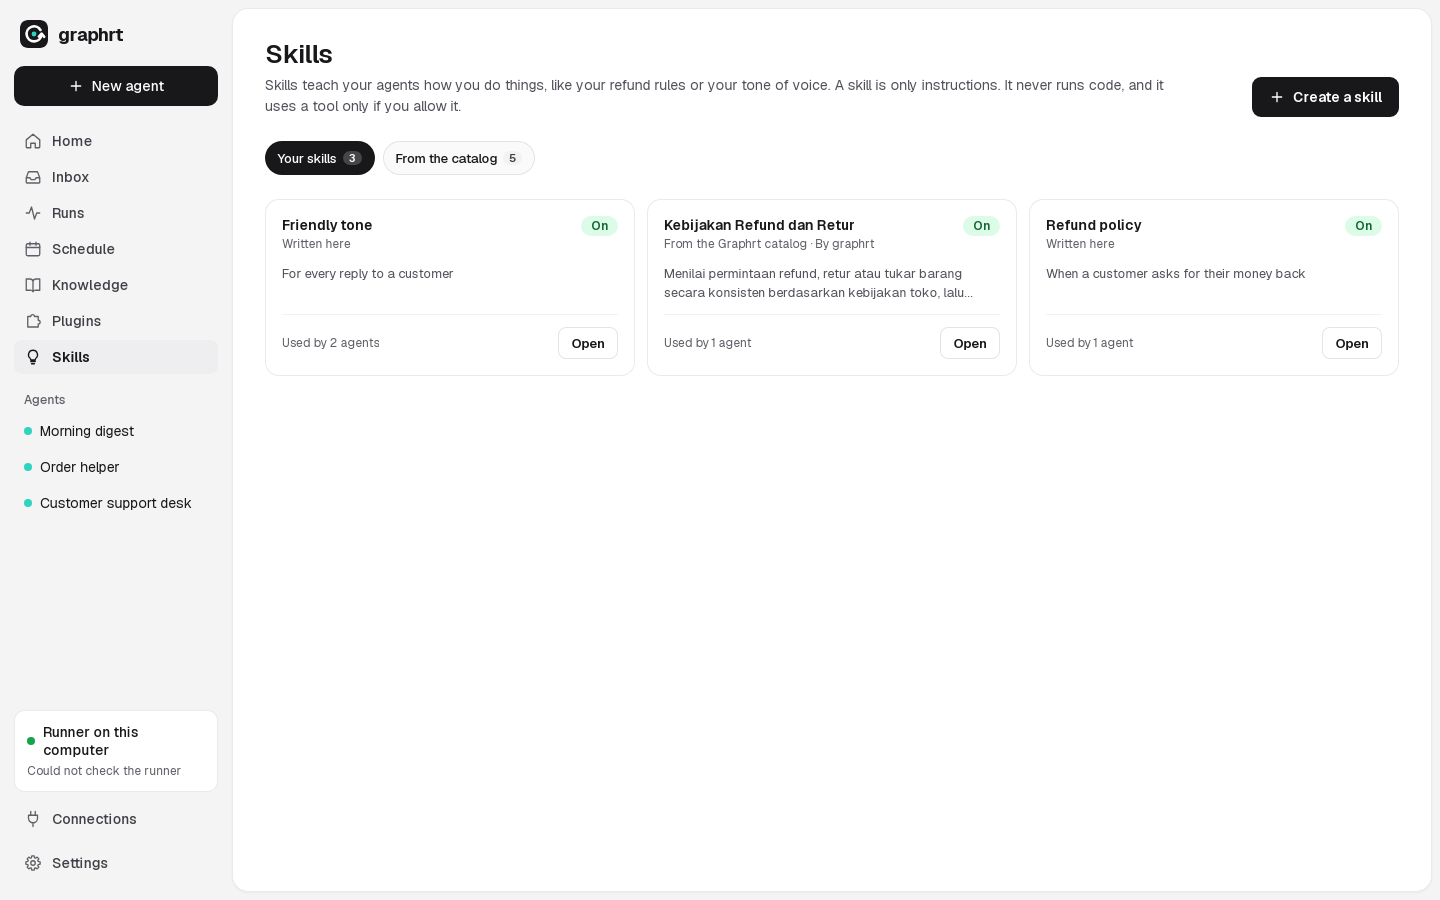 graphrt
New agent
Home
Inbox
Runs
Schedule
Knowledge
Plugins
Skills
Agents
Morning digest
Order helper
Customer support desk
Runner on this
computer
Could not check the runner
Connections
Settings
Skills
Skills teach your agents how you do things, like your refund rules or your tone of voice. A skill is only instructions. It never runs code, and it
uses a tool only if you allow it.
Create a skill
Your skills 3
From the catalog 5
Friendly tone
On
Written here
For every reply to a customer
Used by 2 agents
Open
Kebijakan Refund dan Retur
On
From the Graphrt catalog · By graphrt
Menilai permintaan refund, retur atau tukar barang
secara konsisten berdasarkan kebijakan toko, lalu...
Used by 1 agent
Open
Refund policy
On
Written here
When a customer asks for their money back
Used by 1 agent
Open